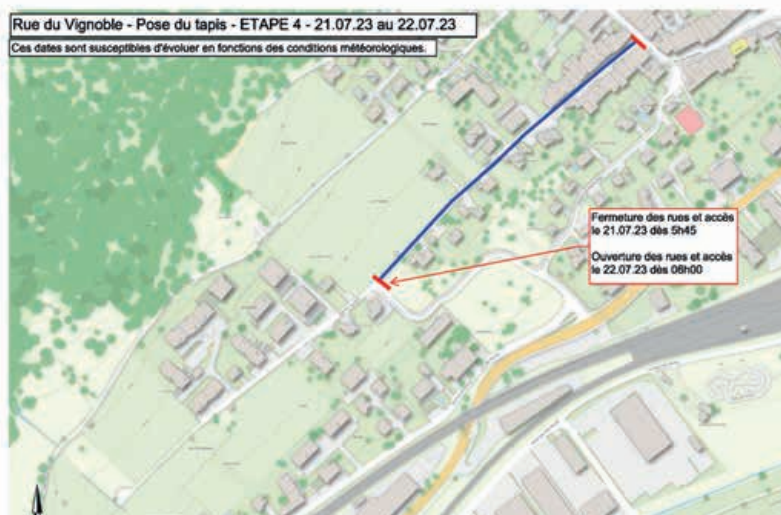 Rue du Vignoble - Pose du tapis - ETAPE 4 - 21.07.23 au 22.07.23
Ces dates sont susceptibles d'évoluer en fonctions des conditions météorologiques.
Fermeture des rues et accès
le 21.07.23 dès 5h45
Ouverture des rues et accès
le 22.07.23 dès 06h00